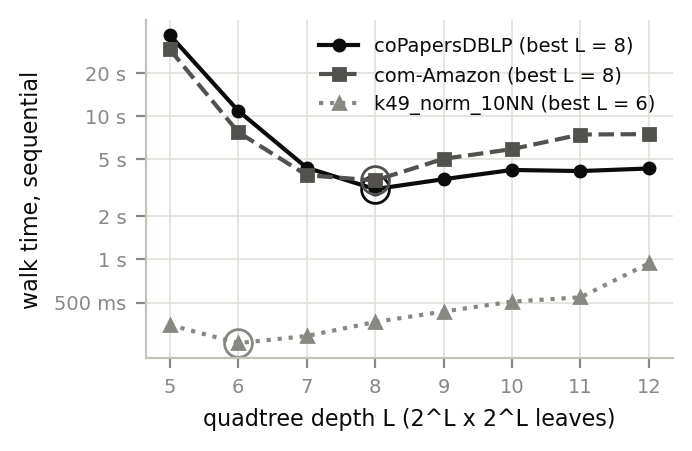 coPapersDBLP (best L = 8)
com-Amazon (best L = 8)
k49_norm_10NN (best L = 6)
walk time, sequential
20 s
10 s
5 s
2 s
1 s
500 ms
5 6 7 8 9 10 11 12
quadtree depth L (2^L x 2^L leaves)